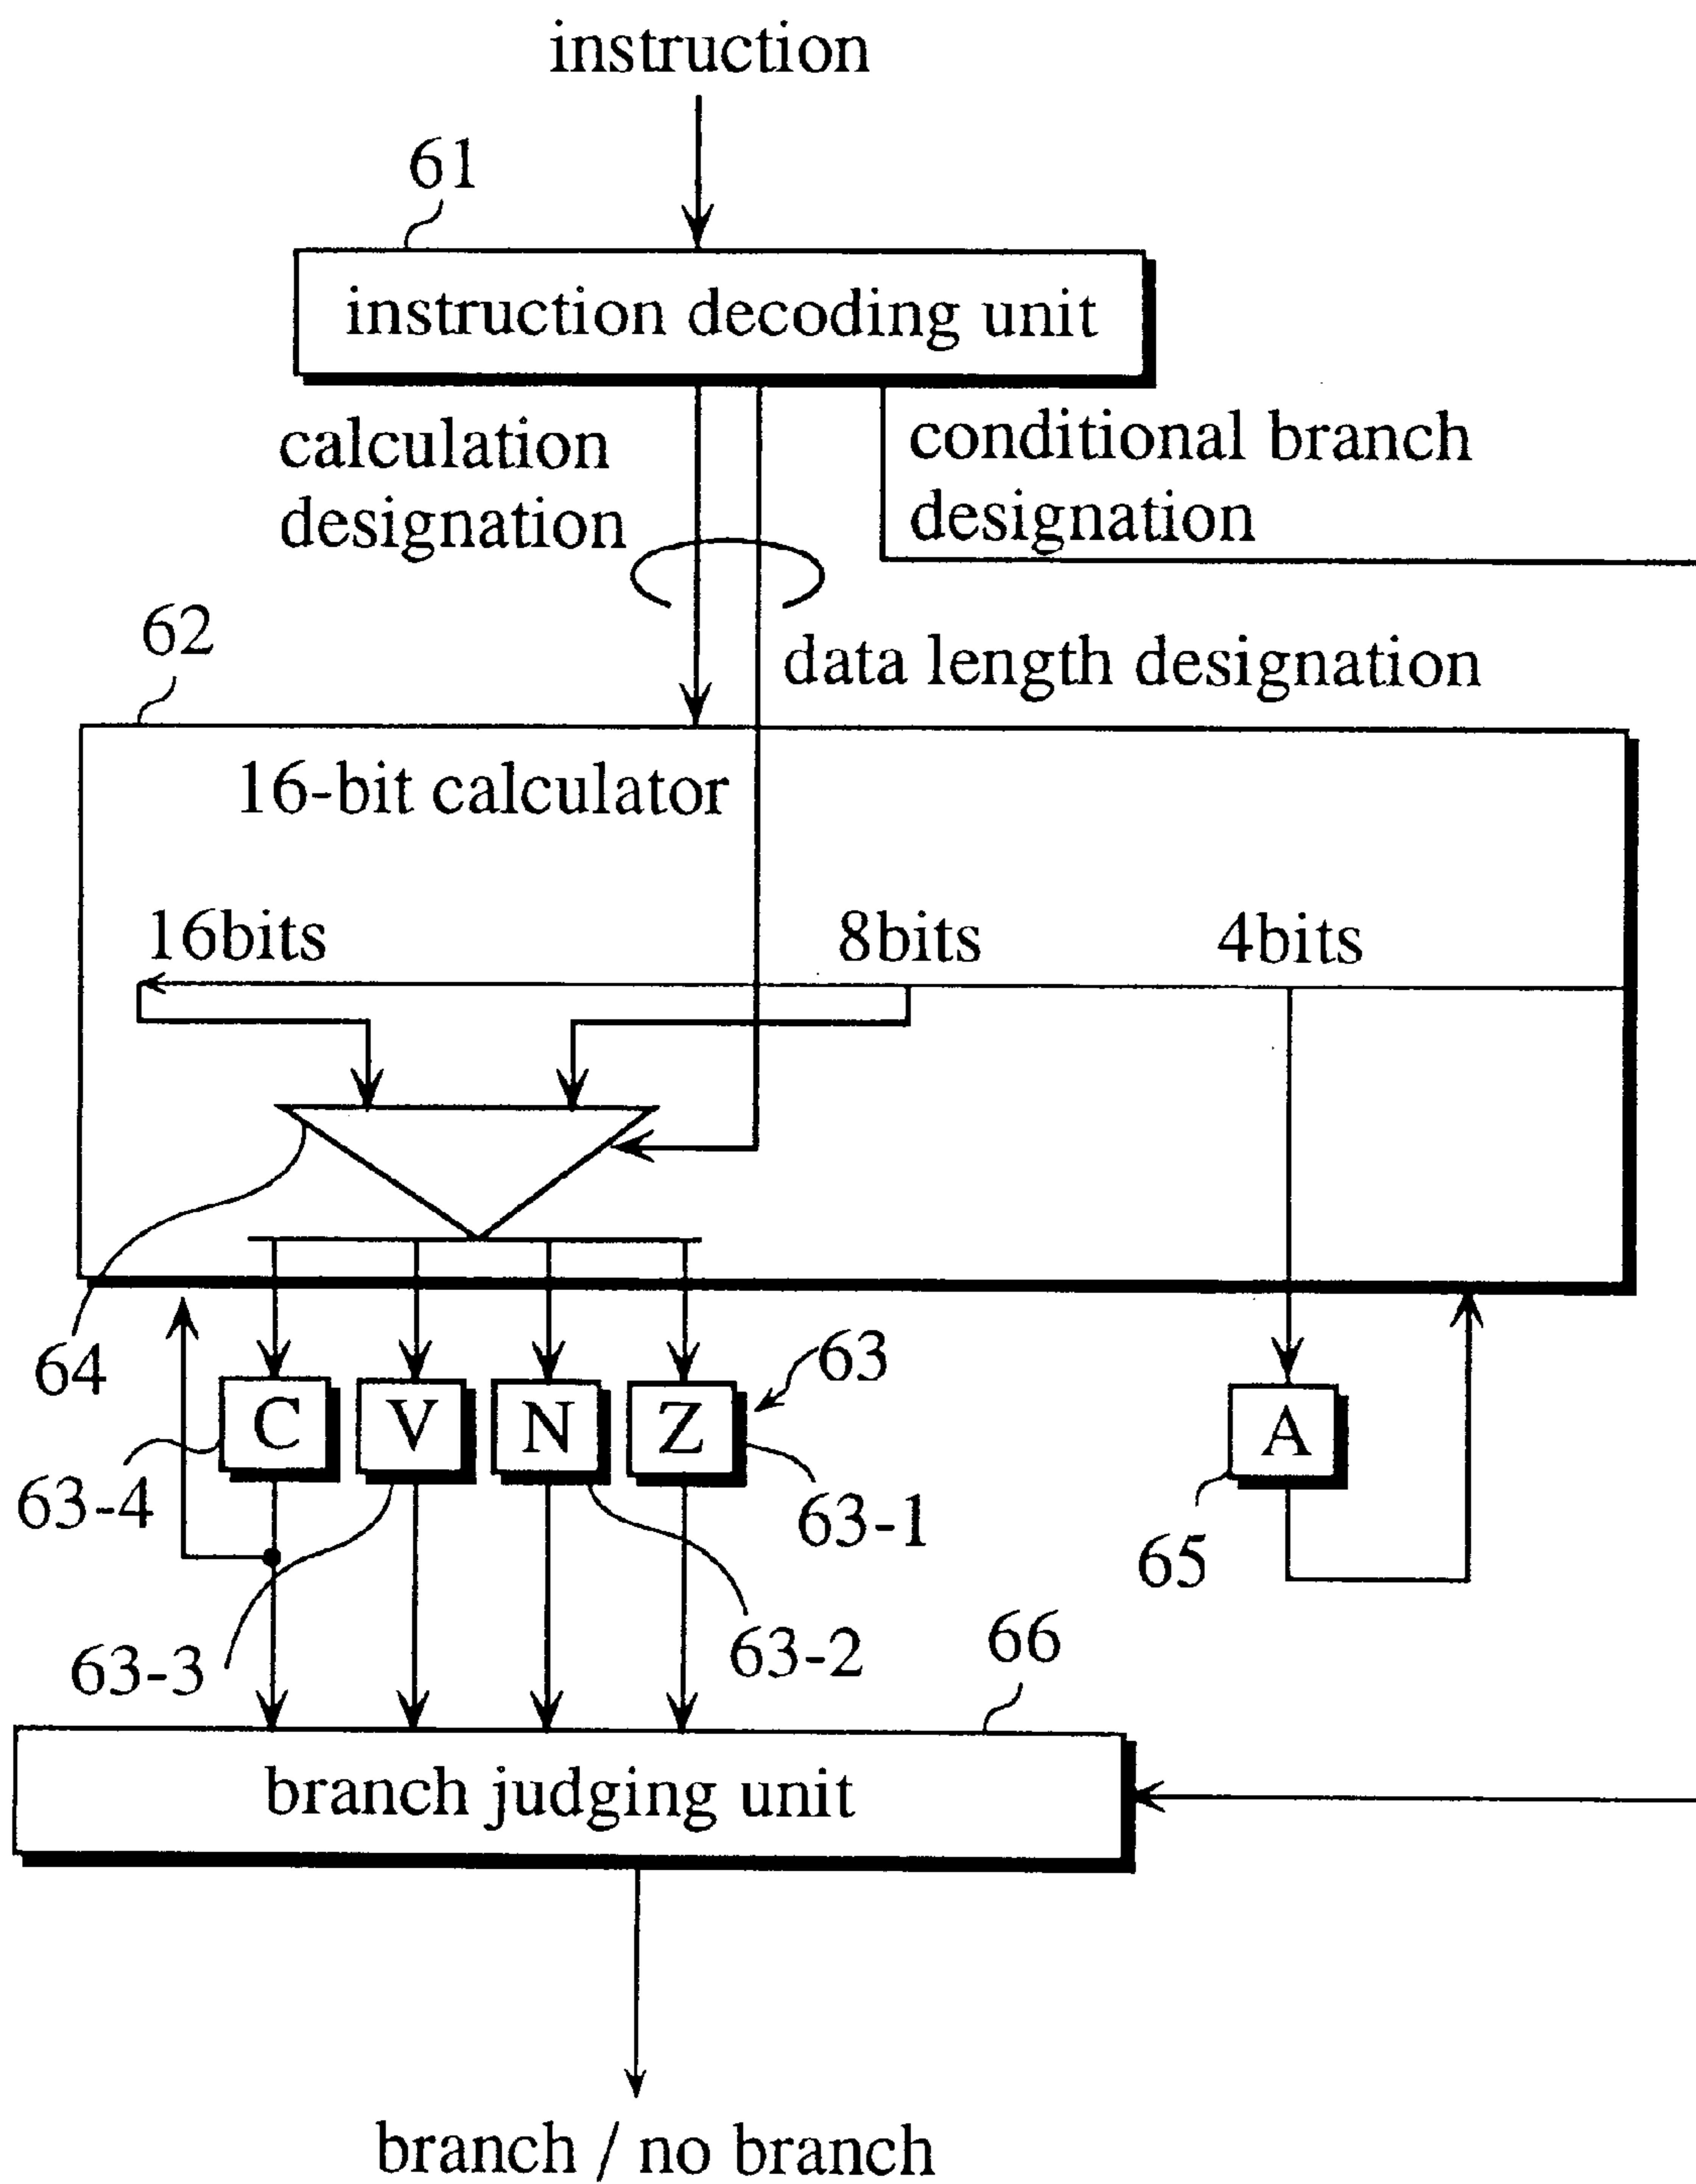 instruction
61
instruction decoding unit
calculation
designation
conditional branch
designation
62
data length designation
16-bit calculator
16bits
8bits
4bits
64
63
C
V
N
Z
A
63-4
63-1
65
63-3
63-2
66
branch judging unit
branch / no branch